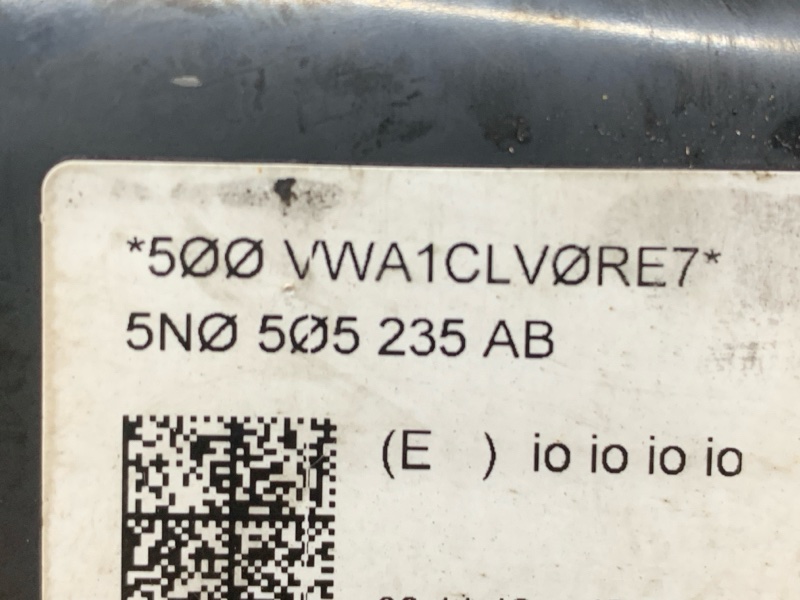 *5ØØ VWA1CLVØRE7*
5NØ 5Ø5 235 AB
(E ) io io io io